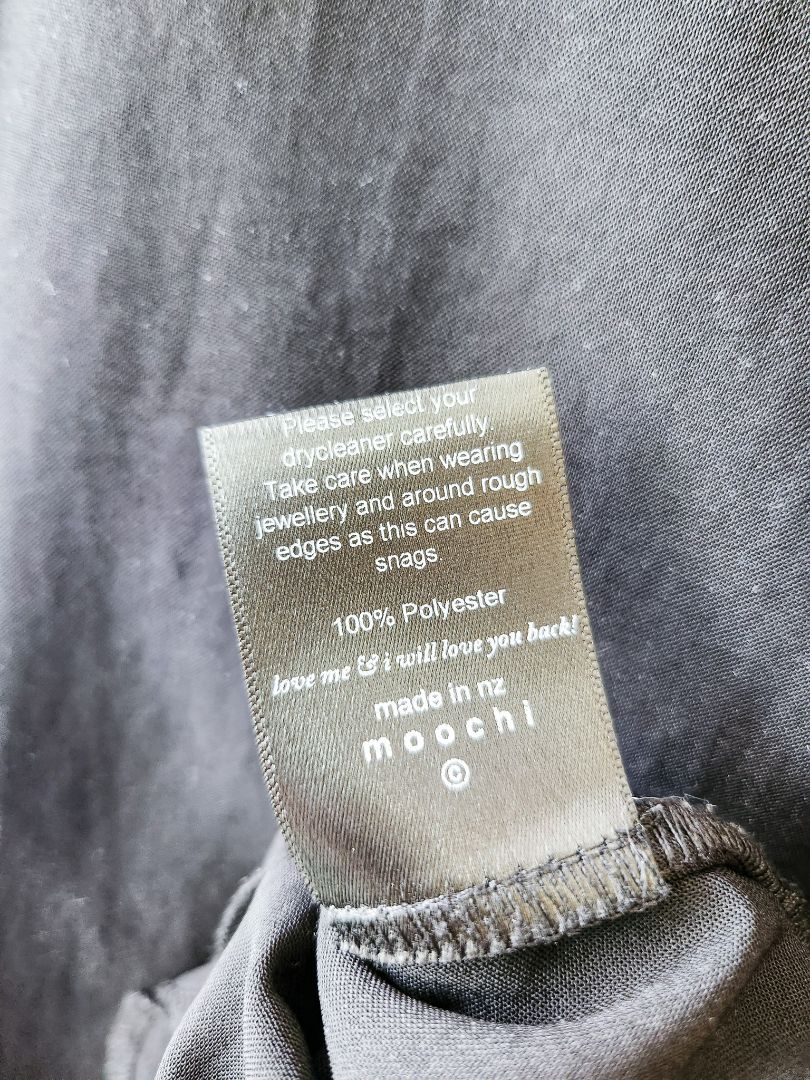 Please select your
drycleaner carefully.
Take care when wearing
jewellery and around rough
edges as this can cause
snags
100% Polyester
love me & i will love you back!
made in nz
moochi
©